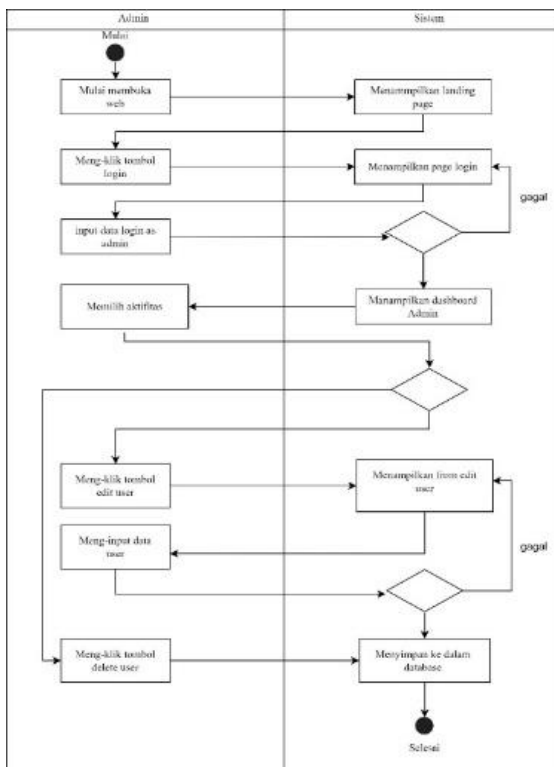 Admin
Sistem
Mulai
Mulai membuka
web
Menammpilkan landing
page
Meng-klik tombol
login
Menampilkan page login
gagal
input data login as
admin
Memilih aktifitas
Manampilkan dashboard
Admin
Meng-klik tombol
edit user
Menampilkan from edit
user
Meng-input data
user
gagal
Meng-klik tombol
delete user
Menyimpan ke dalam
database
Selesai